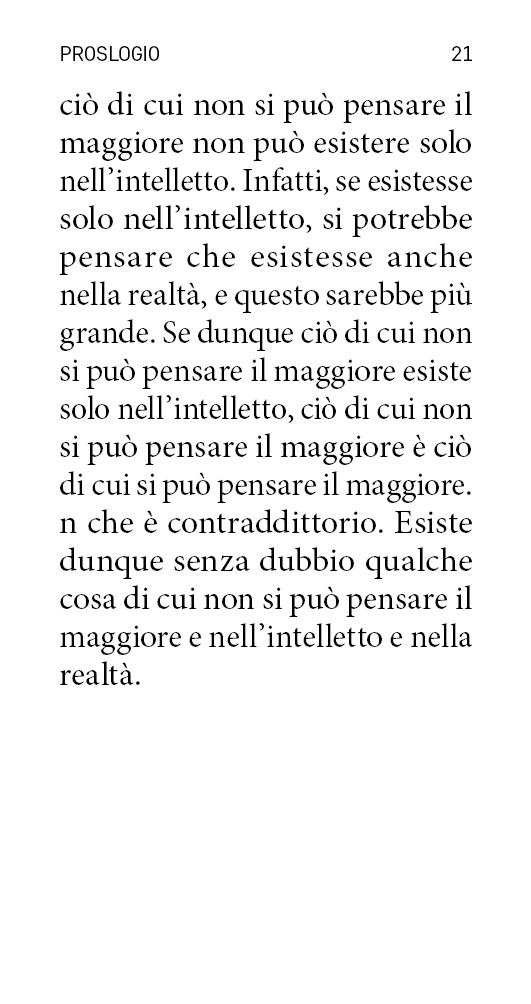 PROSLOGIO 21
ciò di cui non si può pensare il
maggiore non può esistere solo
nell’intelletto. Infatti, se esistesse
solo nell’intelletto, si potrebbe
pensare che esistesse anche
nella realtà, e questo sarebbe più
grande. Se dunque ciò di cui non
si può pensare il maggiore esiste
solo nell’intelletto, ciò di cui non
si può pensare il maggiore è ciò
di cui si può pensare il maggiore.
n che è contraddittorio. Esiste
dunque senza dubbio qualche
cosa di cui non si può pensare il
maggiore e nell’intelletto e nella
realtà.